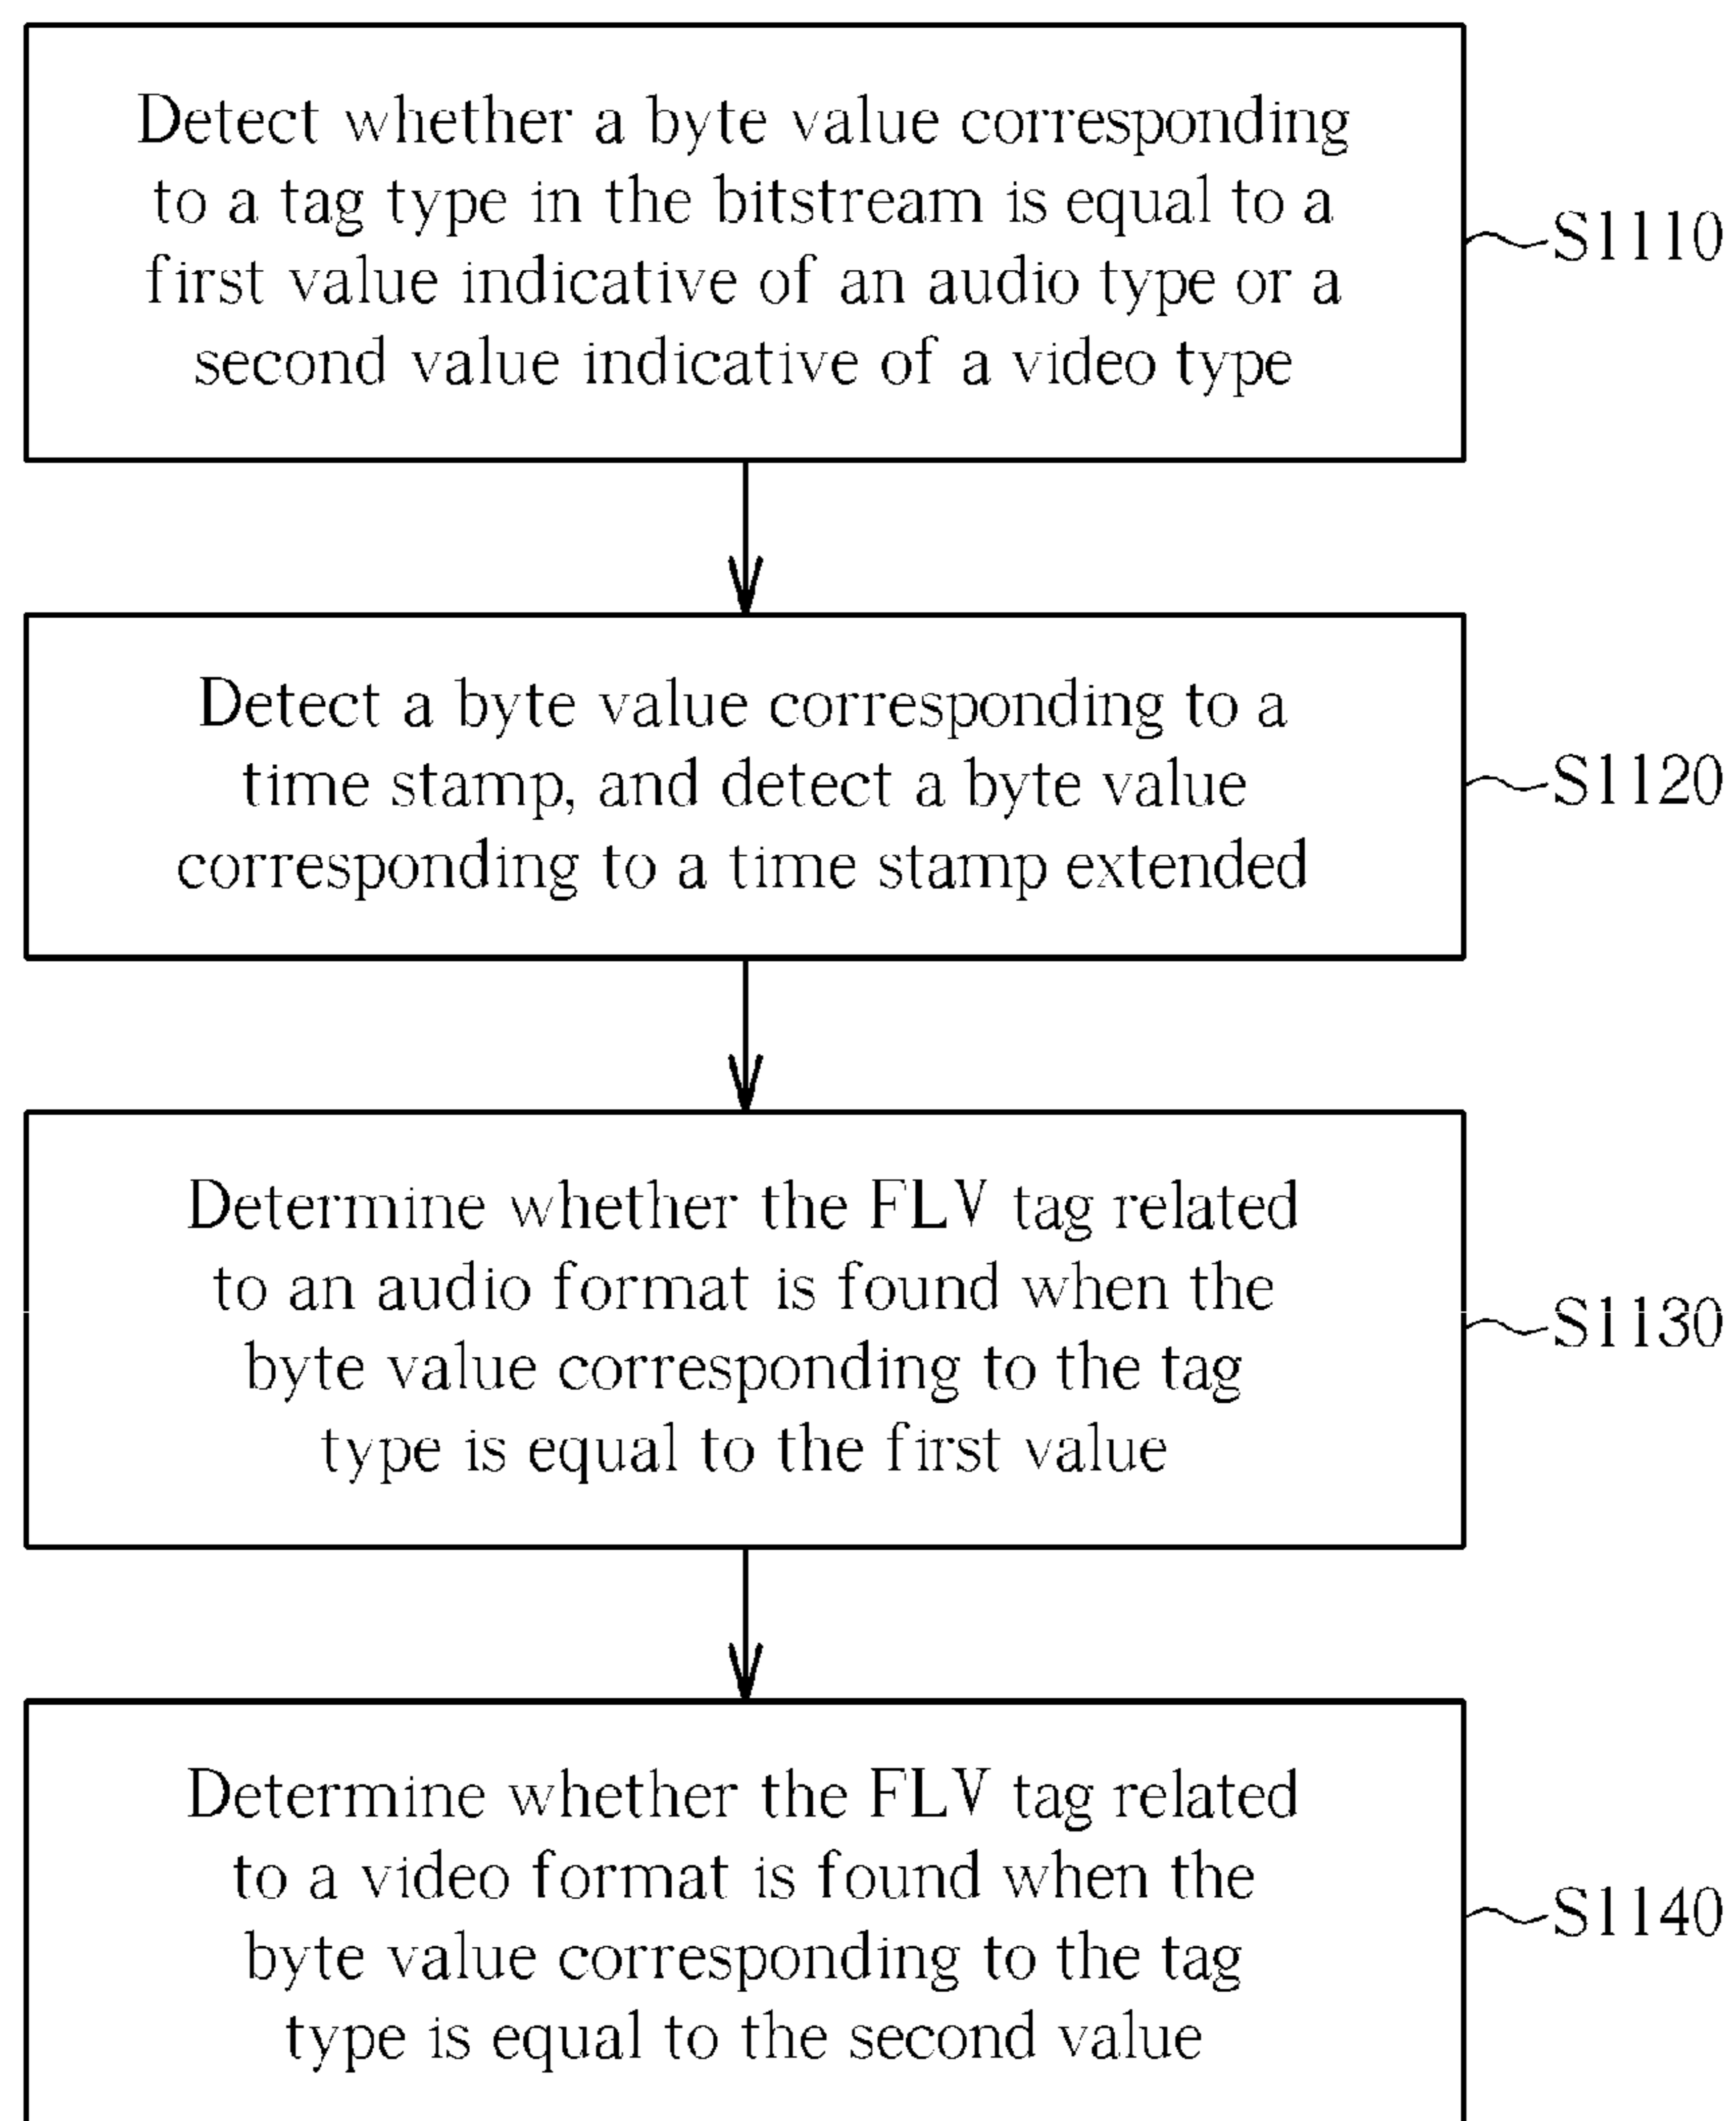 Detect whether a byte value corresponding
to a tag type in the bitstream is equal to a
first value indicative of an audio type or a
second value indicative of a video type
S1110
Detect a byte value corresponding to a
time stamp, and detect a byte value
corresponding to a time stamp extended
S1120
Determine whether the FLV tag related
to an audio format is found when the
byte value corresponding to the tag
type is equal to the first value
S1130
Determine whether the FLV tag related
to a video format is found when the
byte value corresponding to the tag
type is equal to the second value
S1140